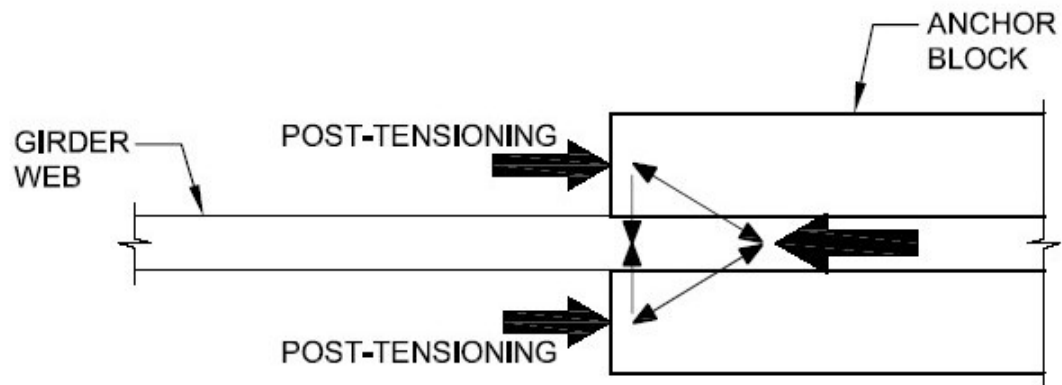 ANCHOR
BLOCK
POST-TENSIONING
GIRDER
WEB
POST-TENSIONING